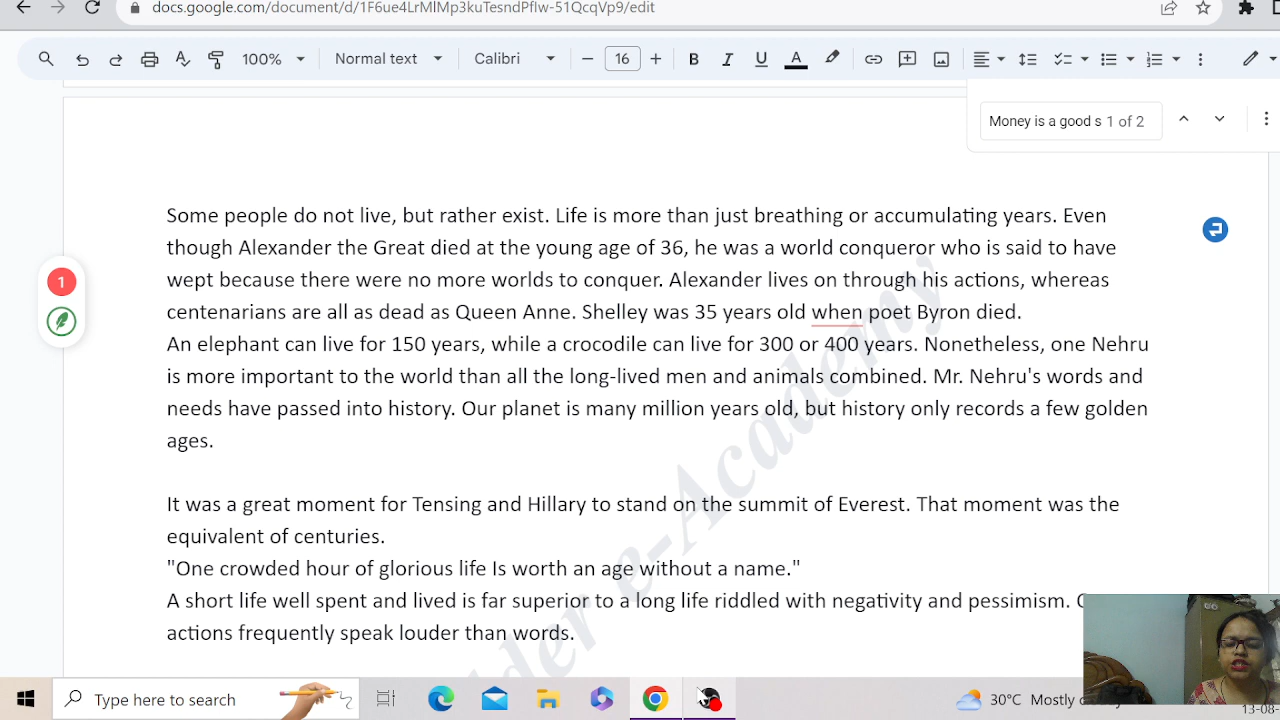 docs.google.com/document/d/1F6ue4LrMlMp3kuTesndPflw-51QcqVp9/edit
100% Normal text Calibri 16 B I U A
Money is a good s 1 of 2
Some people do not live, but rather exist. Life is more than just breathing or accumulating years. Even
though Alexander the Great died at the young age of 36, he was a world conqueror who is said to have
wept because there were no more worlds to conquer. Alexander lives on through his actions, whereas
1
centenarians are all as dead as Queen Anne. Shelley was 35 years old when poet Byron died.
An elephant can live for 150 years, while a crocodile can live for 300 or 400 years. Nonetheless, one Nehru
is more important to the world than all the long-lived men and animals combined. Mr. Nehru's words and
needs have passed into history. Our planet is many million years old, but history only records a few golden
ages.
It was a great moment for Tensing and Hillary to stand on the summit of Everest. That moment was the
equivalent of centuries.
"One crowded hour of glorious life Is worth an age without a name."
A short life well spent and lived is far superior to a long life riddled with negativity and pessimism.
actions frequently speak louder than words.
lder e-Academy
Type here to search
30°C Mostly
13-08-